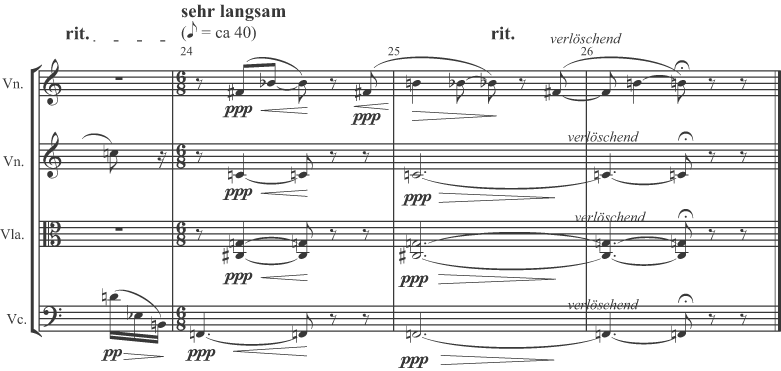 sehr langsam
rit. rit.
(♪ = ca 40) verlöschend
24 25 26
Vn.
ppp ppp
verlöschend
Vn.
ppp ppp
verlöschend
Vla.
ppp ppp
verlöschend
Vc.
pp ppp ppp